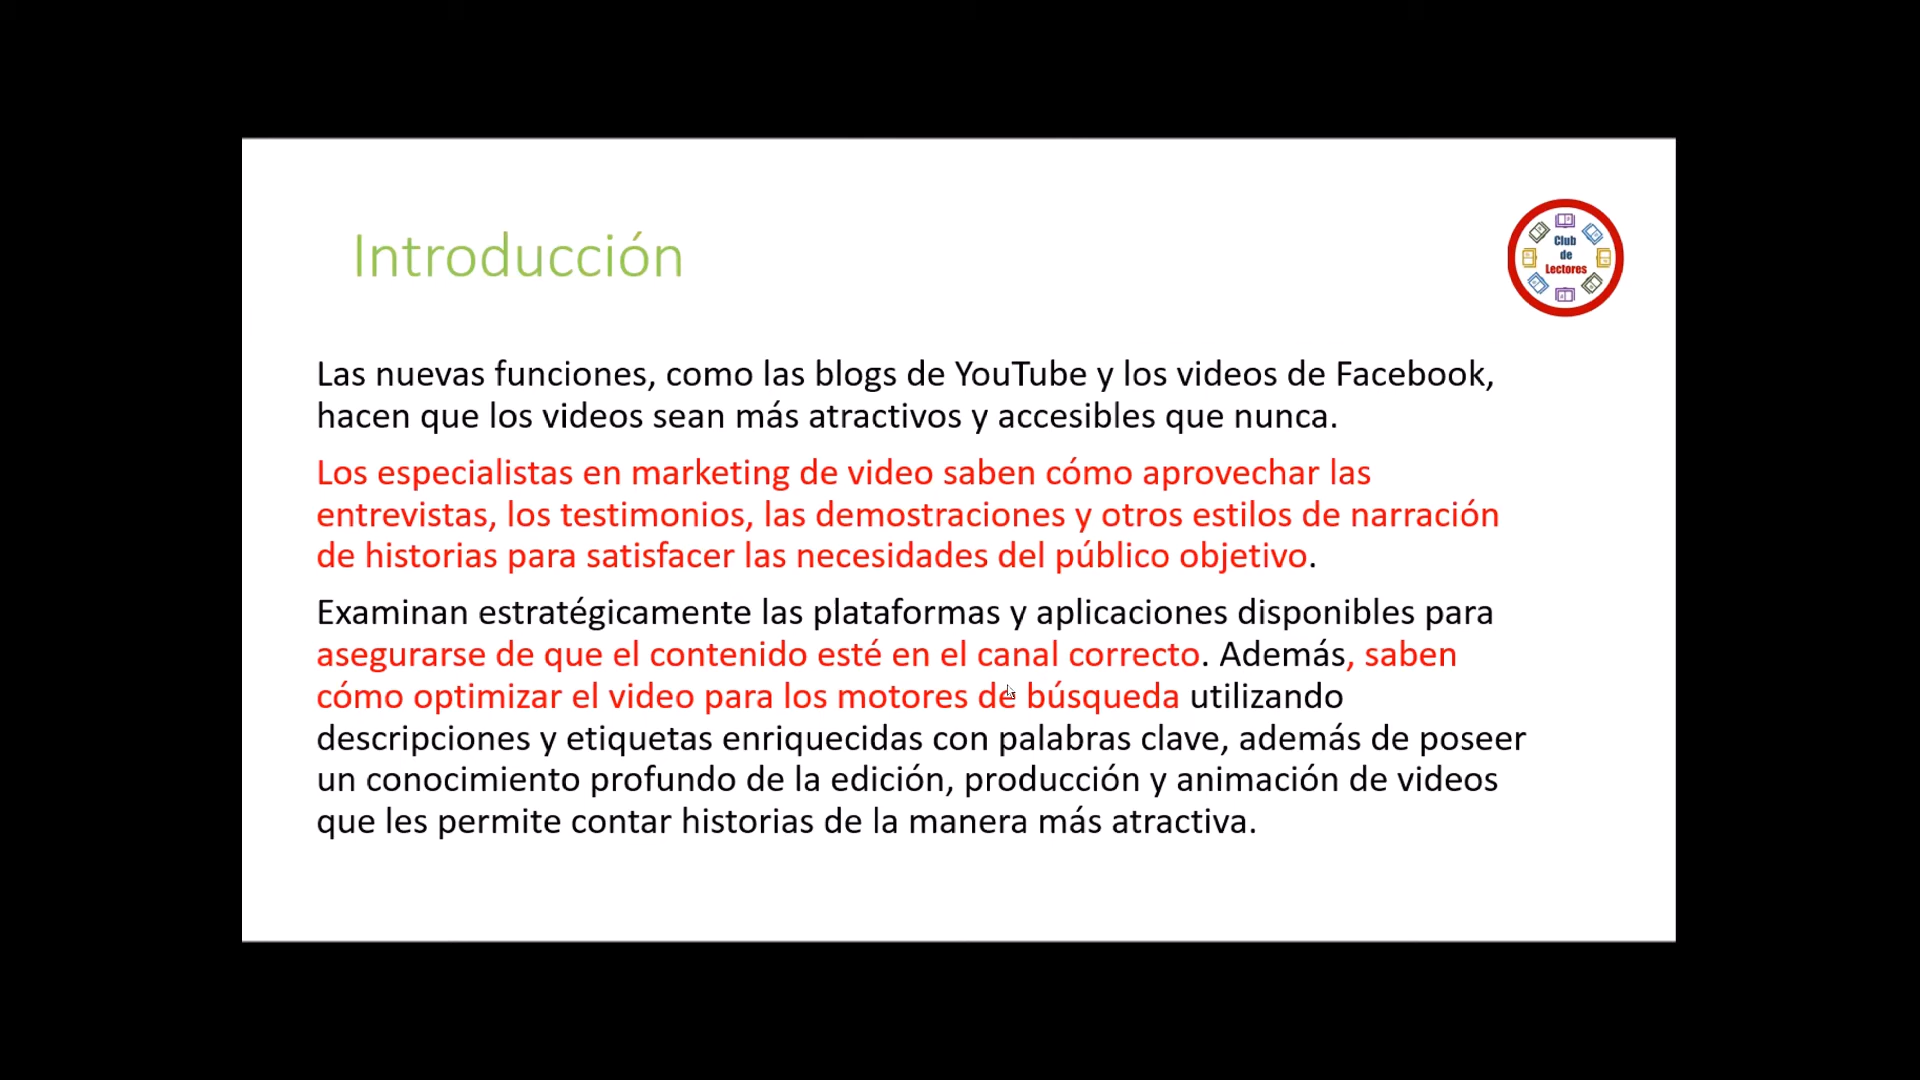 Introducción
Club
de
Lectores
Las nuevas funciones, como las blogs de YouTube y los videos de Facebook,
hacen que los videos sean más atractivos y accesibles que nunca.
Los especialistas en marketing de video saben cómo aprovechar las
entrevistas, los testimonios, las demostraciones y otros estilos de narración
de historias para satisfacer las necesidades del público objetivo.
Examinan estratégicamente las plataformas y aplicaciones disponibles para
asegurarse de que el contenido esté en el canal correcto. Además, saben
cómo optimizar el video para los motores de búsqueda utilizando
descripciones y etiquetas enriquecidas con palabras clave, además de poseer
un conocimiento profundo de la edición, producción y animación de videos
que les permite contar historias de la manera más atractiva.